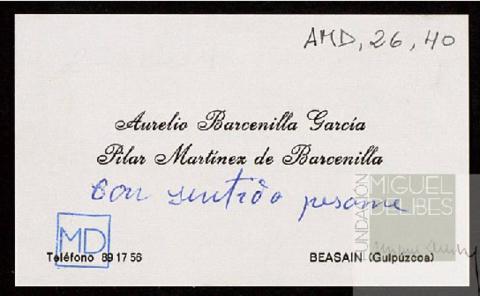 AMD, 26, 40
Aurelio Barcenilla García
Pilar Martínez de Barcenilla
Con sentido pesame
FUNDACIÓN
MIGUEL
DELIBES
MD
Teléfono 89 17 56
BEASAIN (Guipúzcoa)